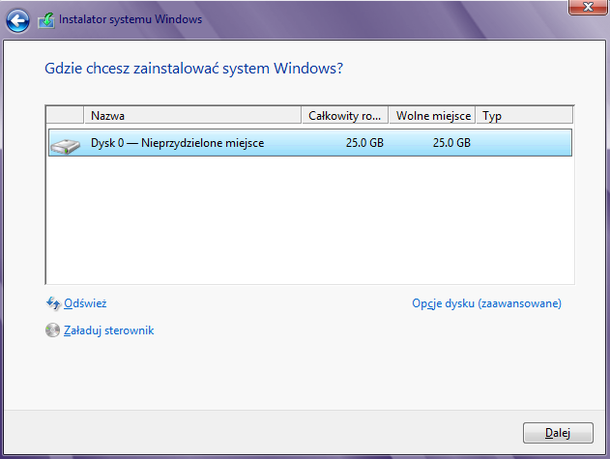 Instalator systemu Windows
Gdzie chcesz zainstalować system Windows?
Nazwa Całkowity ro... Wolne miejsce Typ
Dysk 0 — Nieprzydzielone miejsce 25.0 GB 25.0 GB
Odśwież Opcje dysku (zaawansowane)
Załaduj sterownik
Dalej